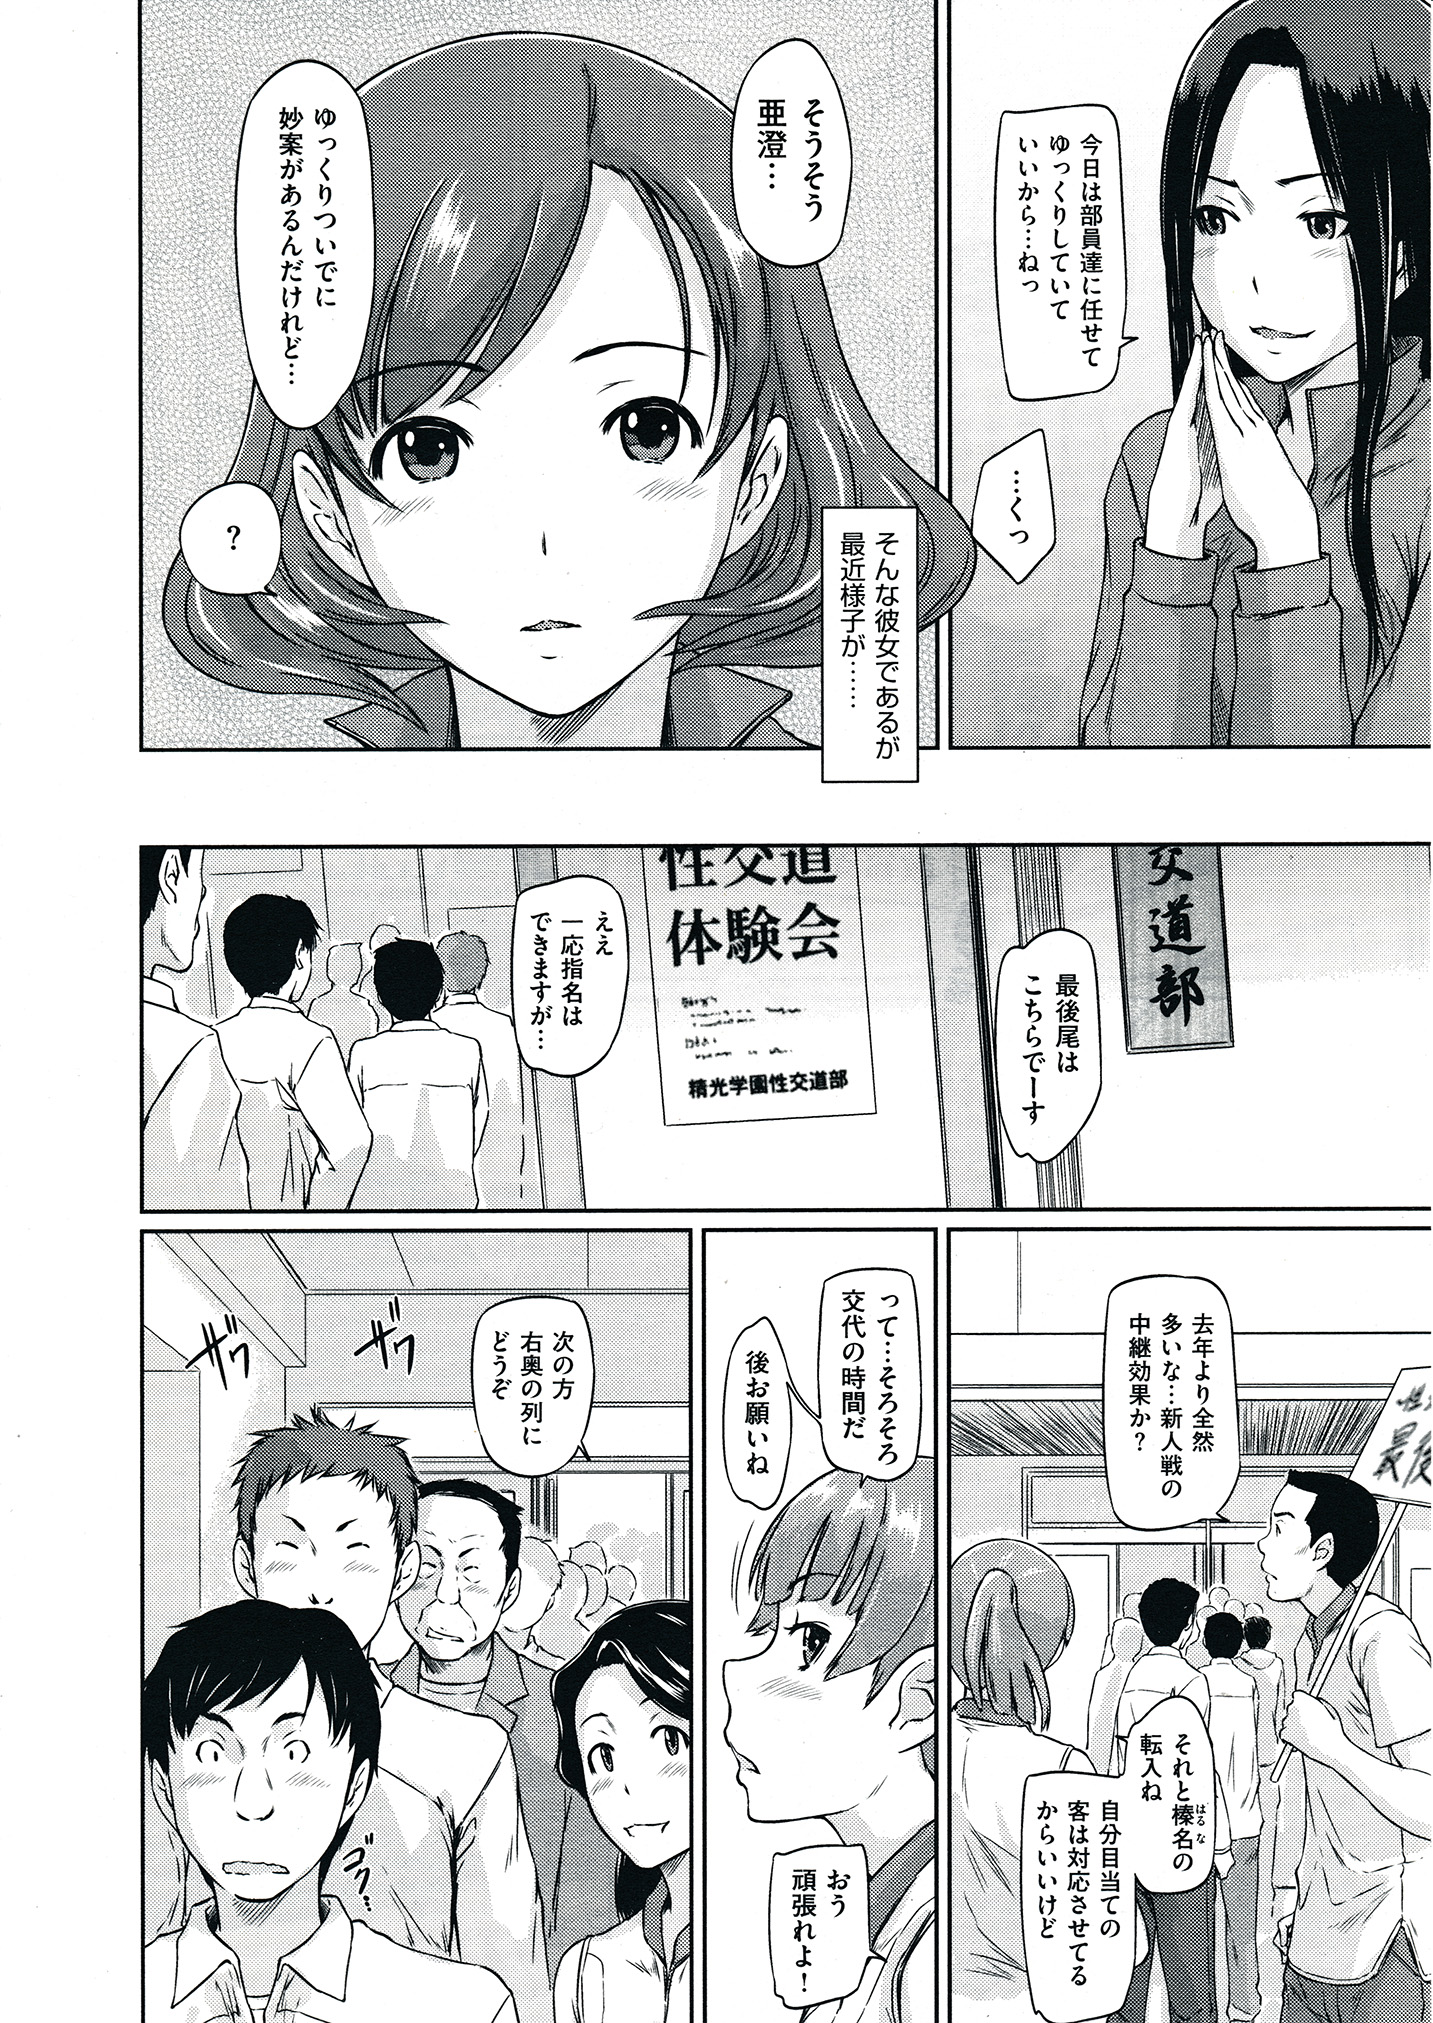 今日は部員達に任せて
ゆっくりしていて
いいから…ねっ
…くっ
そうそう
亜澄…
ゆっくりついでに
妙案があるんだけれど…
?
そんな彼女であるが
最近様子が……
交道部
最後尾は
こちらでーす
性交道
体験会
精光学園性交道部
ええ
一応指名は
できますが…
去年より全然
多いな…新人戦の
中継効果か?
最後
それと榛名の
はるな
転入ね
自分目当ての
客は対応させてる
からいいけど
って…そろそろ
交代の時間だ
後お願いね
おう
頑張れよ!
次の方
右奥の列に
どうぞ
ザワ
ザワ
ゴク…